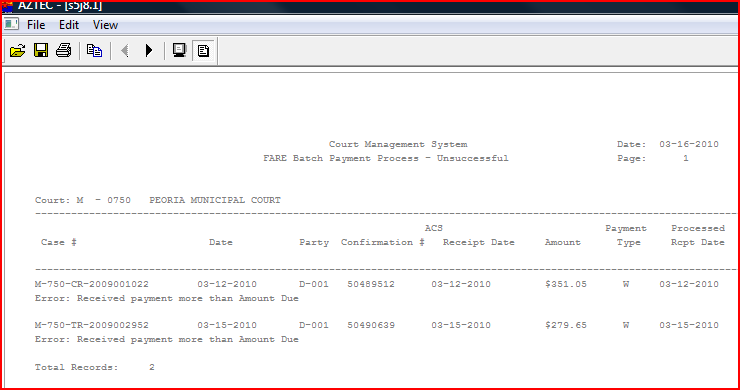 AZTEC - [s5j8.1]
File Edit View
Court Management System Date: 03-16-2010
FARE Batch Payment Process - Unsuccessful Page: 1
Court: M - 0750 PEORIA MUNICIPAL COURT
ACS Payment Processed
Case # Date Party Confirmation # Receipt Date Amount Type Rcpt Date
M-750-CR-2009001022 03-12-2010 D-001 50489512 03-12-2010 $351.05 W 03-12-2010
Error: Received payment more than Amount Due
M-750-TR-2009002952 03-15-2010 D-001 50490639 03-15-2010 $279.65 W 03-15-2010
Error: Received payment more than Amount Due
Total Records: 2